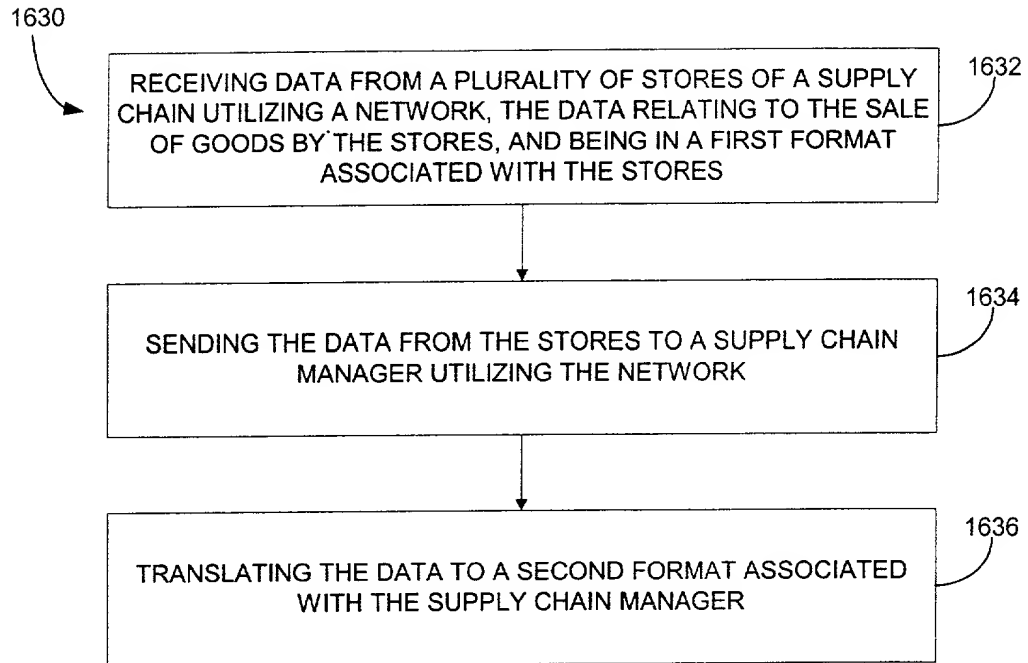 1630
RECEIVING DATA FROM A PLURALITY OF STORES OF A SUPPLY
CHAIN UTILIZING A NETWORK, THE DATA RELATING TO THE SALE
OF GOODS BY THE STORES, AND BEING IN A FIRST FORMAT
ASSOCIATED WITH THE STORES
1632
SENDING THE DATA FROM THE STORES TO A SUPPLY CHAIN
MANAGER UTILIZING THE NETWORK
1634
TRANSLATING THE DATA TO A SECOND FORMAT ASSOCIATED
WITH THE SUPPLY CHAIN MANAGER
1636